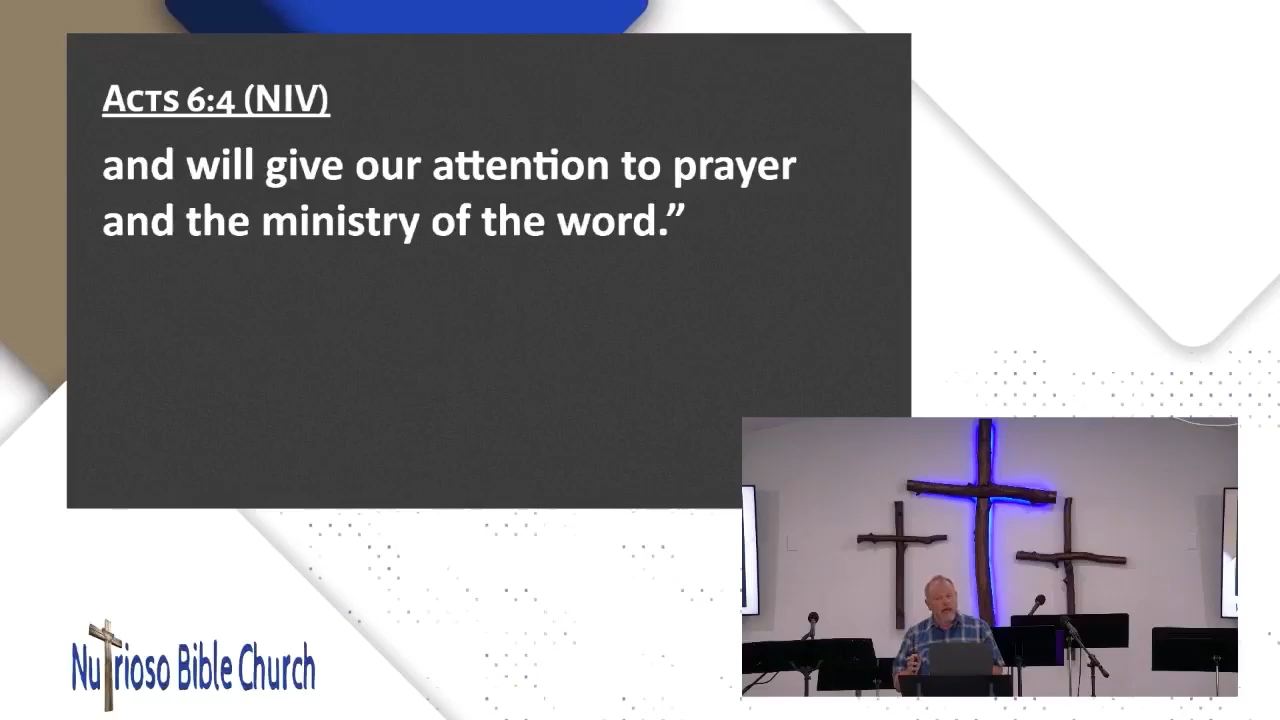 Acts 6:4 (NIV)
and will give our attention to prayer
and the ministry of the word.”
Nutrioso Bible Church